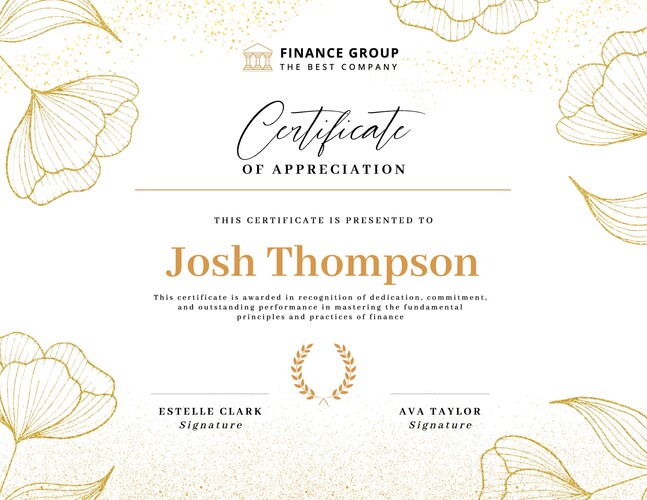 FINANCE GROUP
THE BEST COMPANY
Certificate
OF APPRECIATION
THIS CERTIFICATE IS PRESENTED TO
Josh Thompson
This certificate is awarded in recognition of dedication, commitment,
and outstanding performance in mastering the fundamental
principles and practices of finance
ESTELLE CLARK
Signature
AVA TAYLOR
Signature